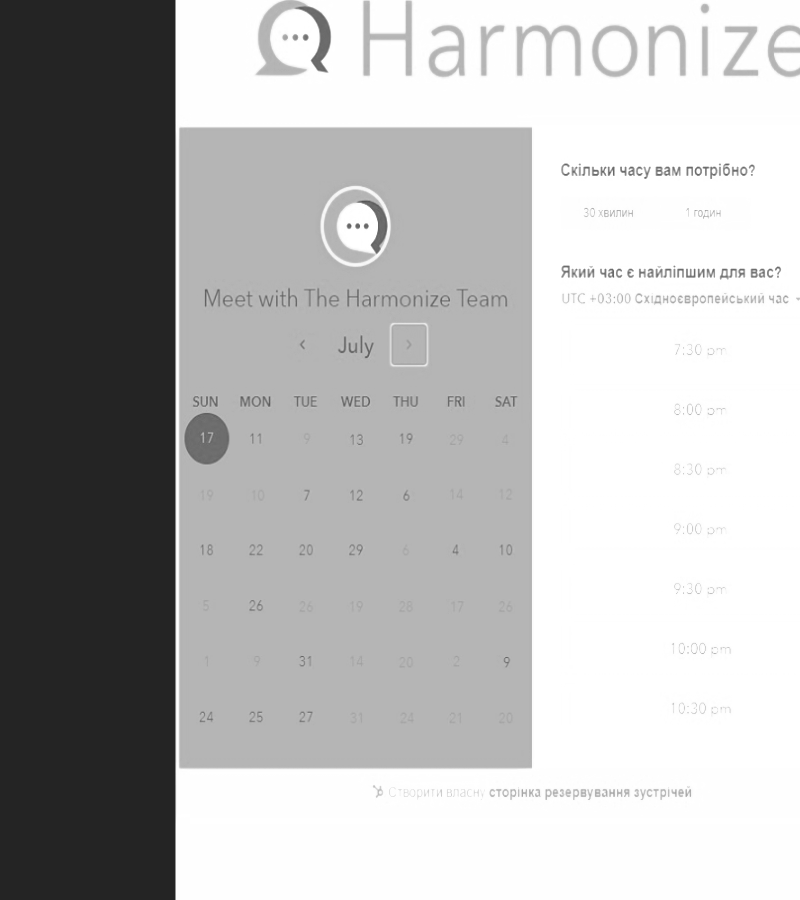 Harmonize
Meet with The Harmonize Team
July
SUN MON TUE WED THU FRI SAT
17 11 9 13 19 29 4
19 10 7 12 6 14 12
18 22 20 29 6 4 10
5 26 26 19 28 17 26
1 9 31 14 20 2 9
24 25 27 31 24 21 20
Скільки часу вам потрібно?
30 хвилин 1 годин
Який час є найліпшим для вас?
UTC +03:00 Східноєвропейський час
7:30 pm
8:00 pm
8:30 pm
9:00 pm
9:30 pm
10:00 pm
10:30 pm
Створити власну сторінка резервування зустрічей